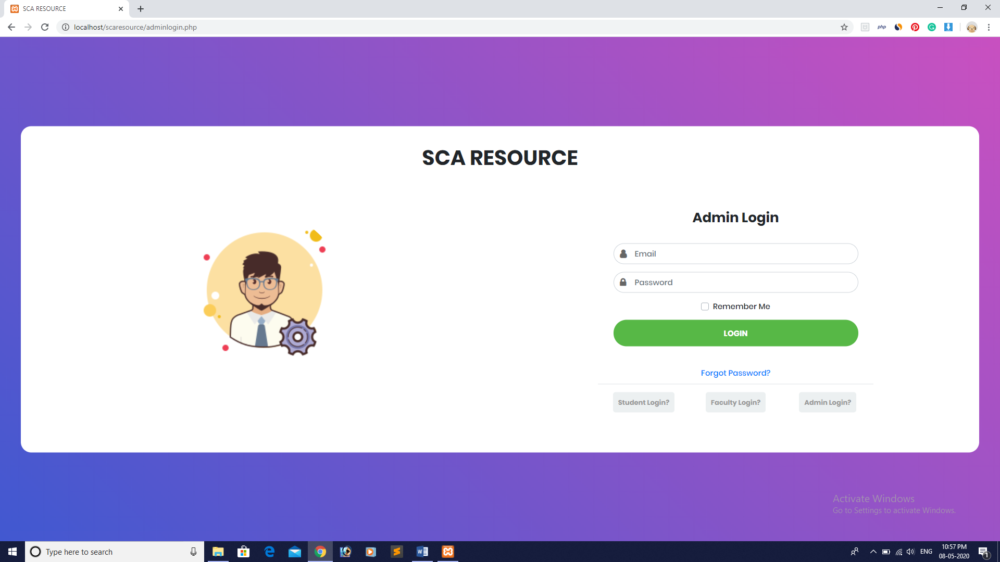 SCA RESOURCE
localhost/scaresource/adminlogin.php
php
SCA RESOURCE
Admin Login
Email
Password
Remember Me
LOGIN
Forgot Password?
Student Login?
Faculty Login?
Admin Login?
Activate Windows
Go to Settings to activate Windows.
Type here to search
W
ENG
10:57 PM
08-05-2020
1